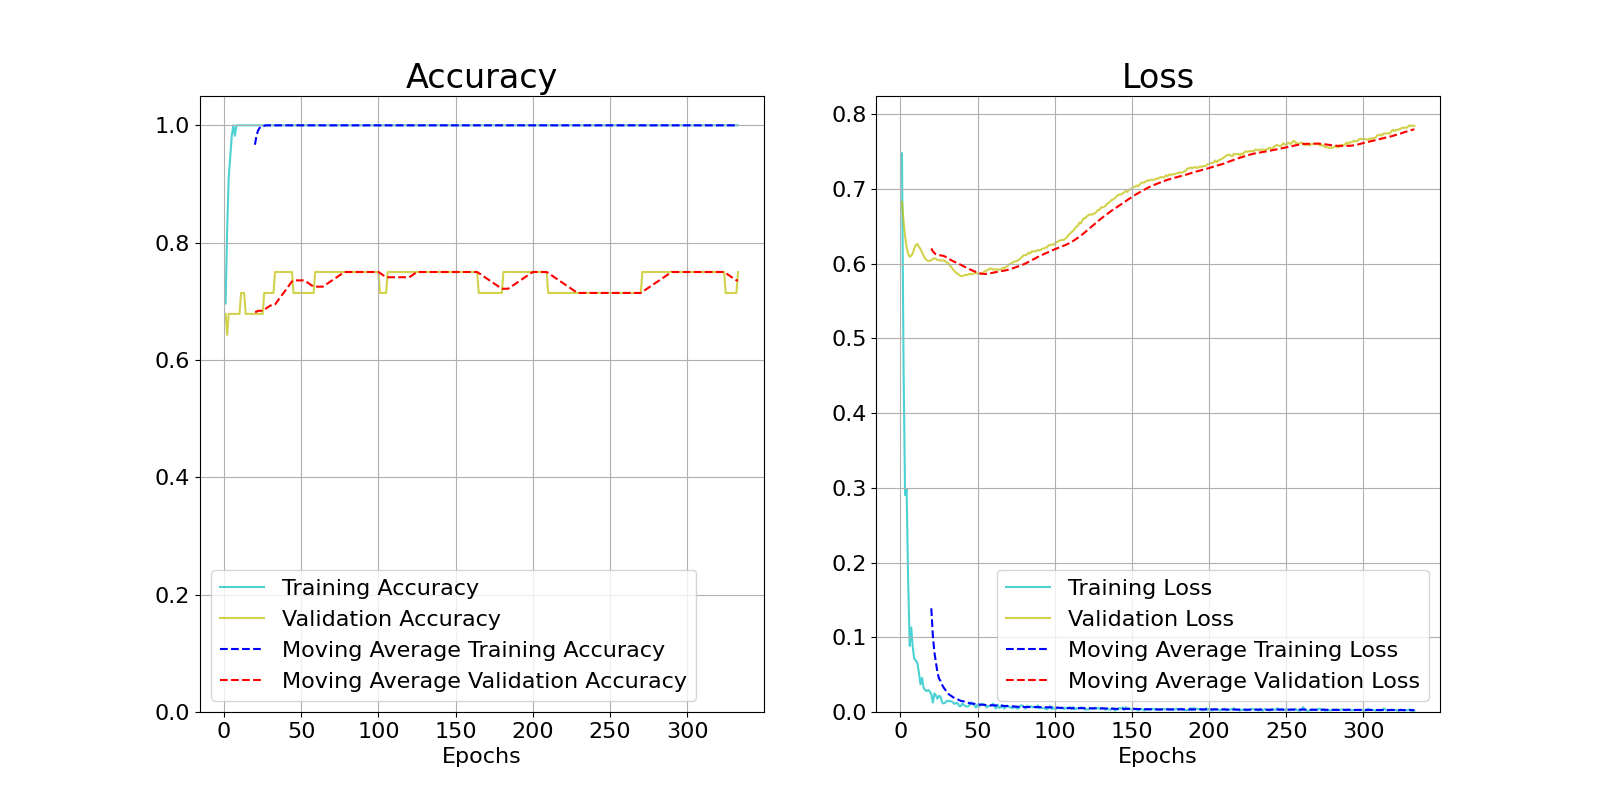 Accuracy
1.0
0.8
0.6
0.4
0.2
0.0
Training Accuracy
Validation Accuracy
Moving Average Training Accuracy
Moving Average Validation Accuracy
0 50 100 150 200 250 300
Epochs
Loss
0.8
0.7
0.6
0.5
0.4
0.3
0.2
0.1
0.0
Training Loss
Validation Loss
Moving Average Training Loss
Moving Average Validation Loss
0 50 100 150 200 250 300
Epochs